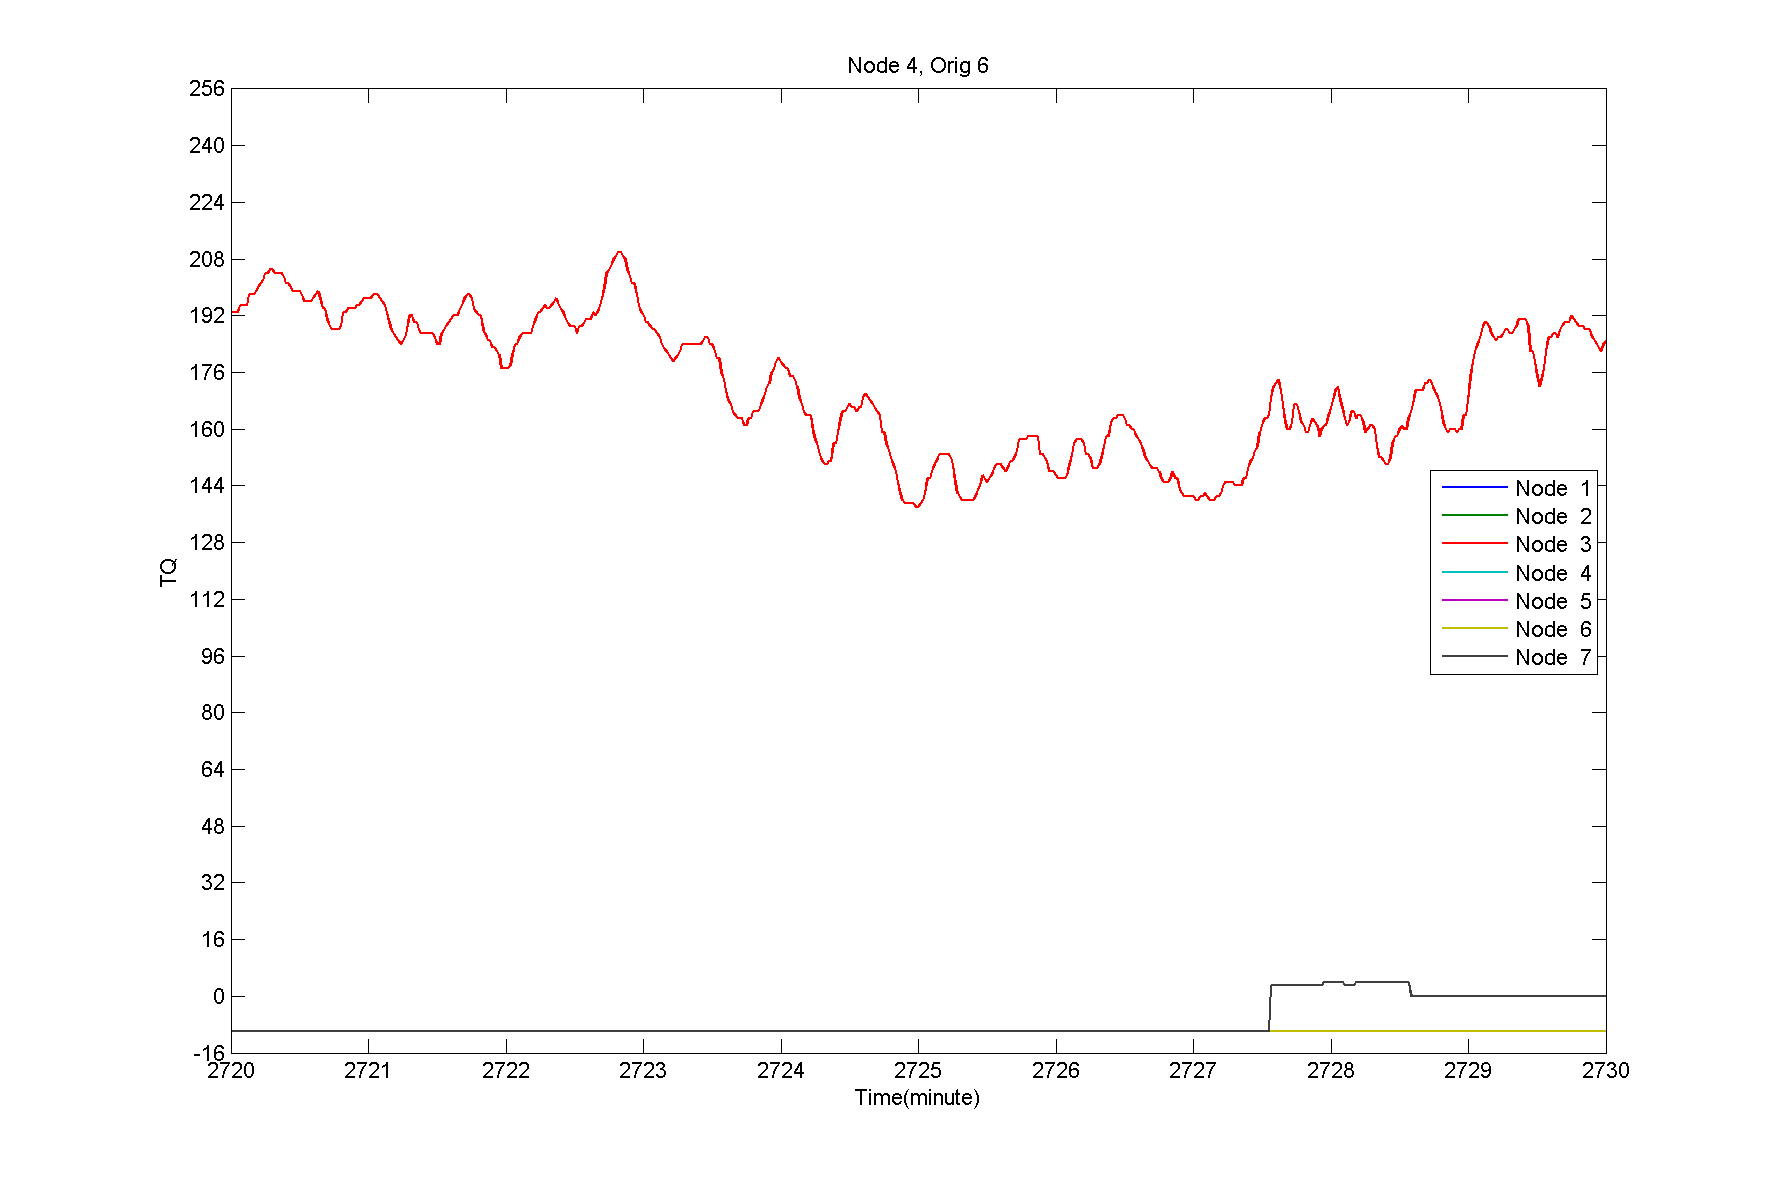 Node 4, Orig 6
256
240
224
208
192
176
160
144
128
112
96
80
64
48
32
16
0
-16
TQ
Node 1
Node 2
Node 3
Node 4
Node 5
Node 6
Node 7
2720 2721 2722 2723 2724 2725 2726 2727 2728 2729 2730
Time(minute)